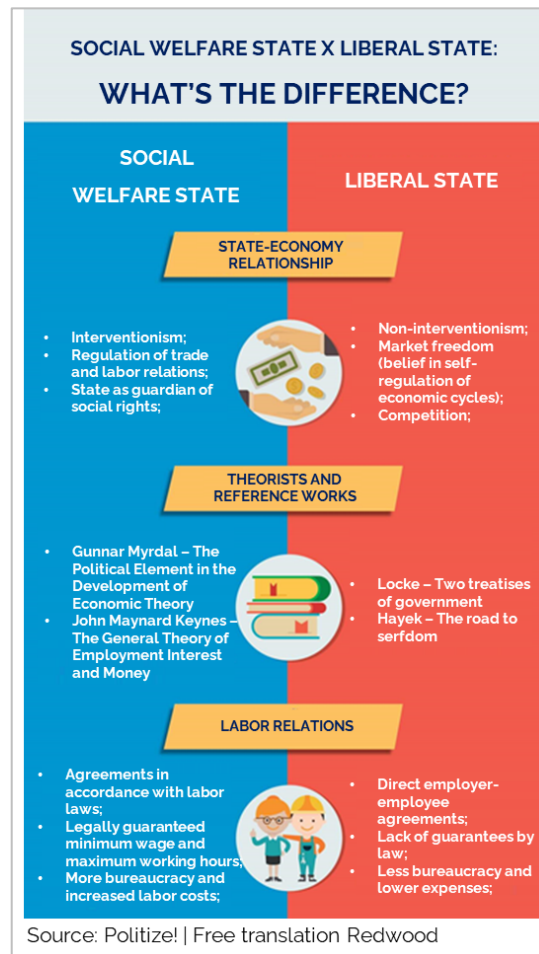 SOCIAL WELFARE STATE X LIBERAL STATE:
WHAT'S THE DIFFERENCE?
SOCIAL
WELFARE STATE
LIBERAL STATE
STATE-ECONOMY
RELATIONSHIP
• Interventionism;
• Regulation of trade
and labor relations;
• State as guardian of
social rights;
• Non-interventionism;
• Market freedom
(belief in self-
regulation of
economic cycles);
• Competition;
THEORISTS AND
REFERENCE WORKS
• Gunnar Myrdal – The
Political Element in the
Development of
Economic Theory
• John Maynard Keynes –
The General Theory of
Employment Interest
and Money
• Locke – Two treatises
of government
• Hayek – The road to
serfdom
LABOR RELATIONS
• Agreements in
accordance with labor
laws;
• Legally guaranteed
minimum wage and
maximum working hours;
• More bureaucracy and
increased labor costs;
• Direct employer-
employee
agreements;
• Lack of guarantees by
law;
• Less bureaucracy and
lower expenses;
Source: Politize! | Free translation Redwood